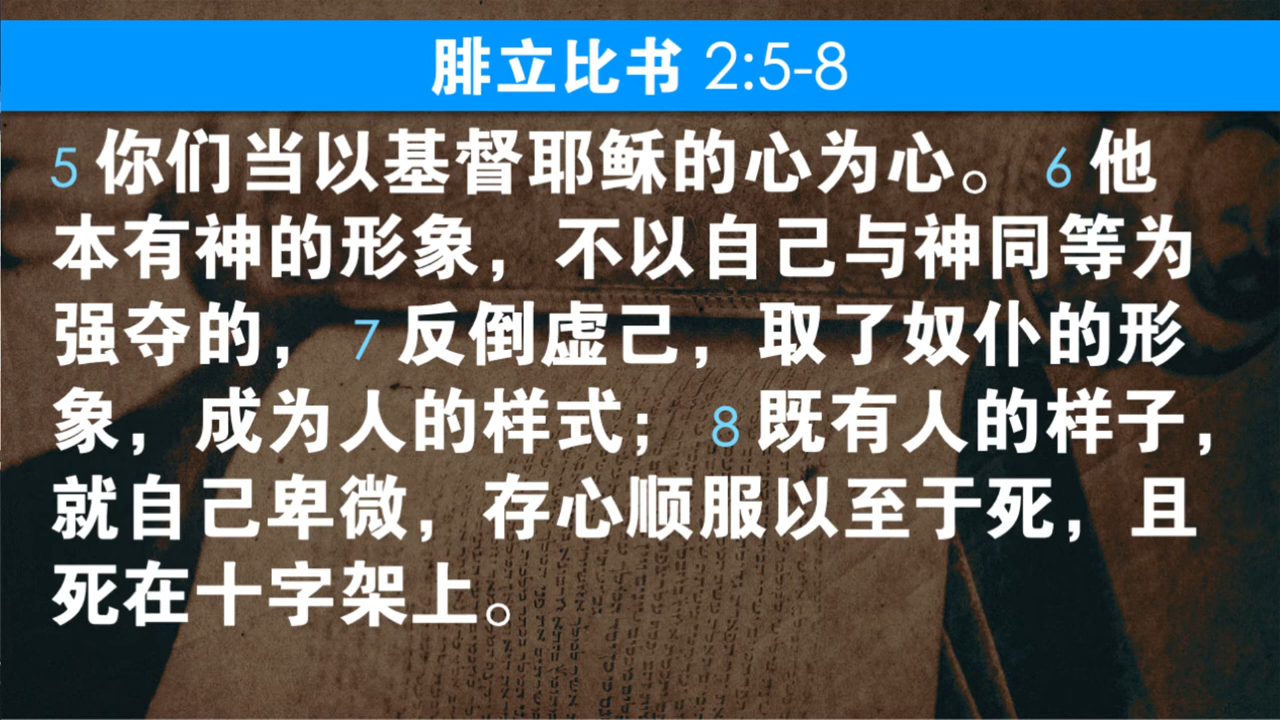 腓立比书 2:5-8
5 你们当以基督耶稣的心为心。 6 他
本有神的形象，不以自己与神同等为
强夺的， 7 反倒虚己，取了奴仆的形
象，成为人的样式； 8 既有人的样子，
就自己卑微，存心顺服以至于死，且
死在十字架上。